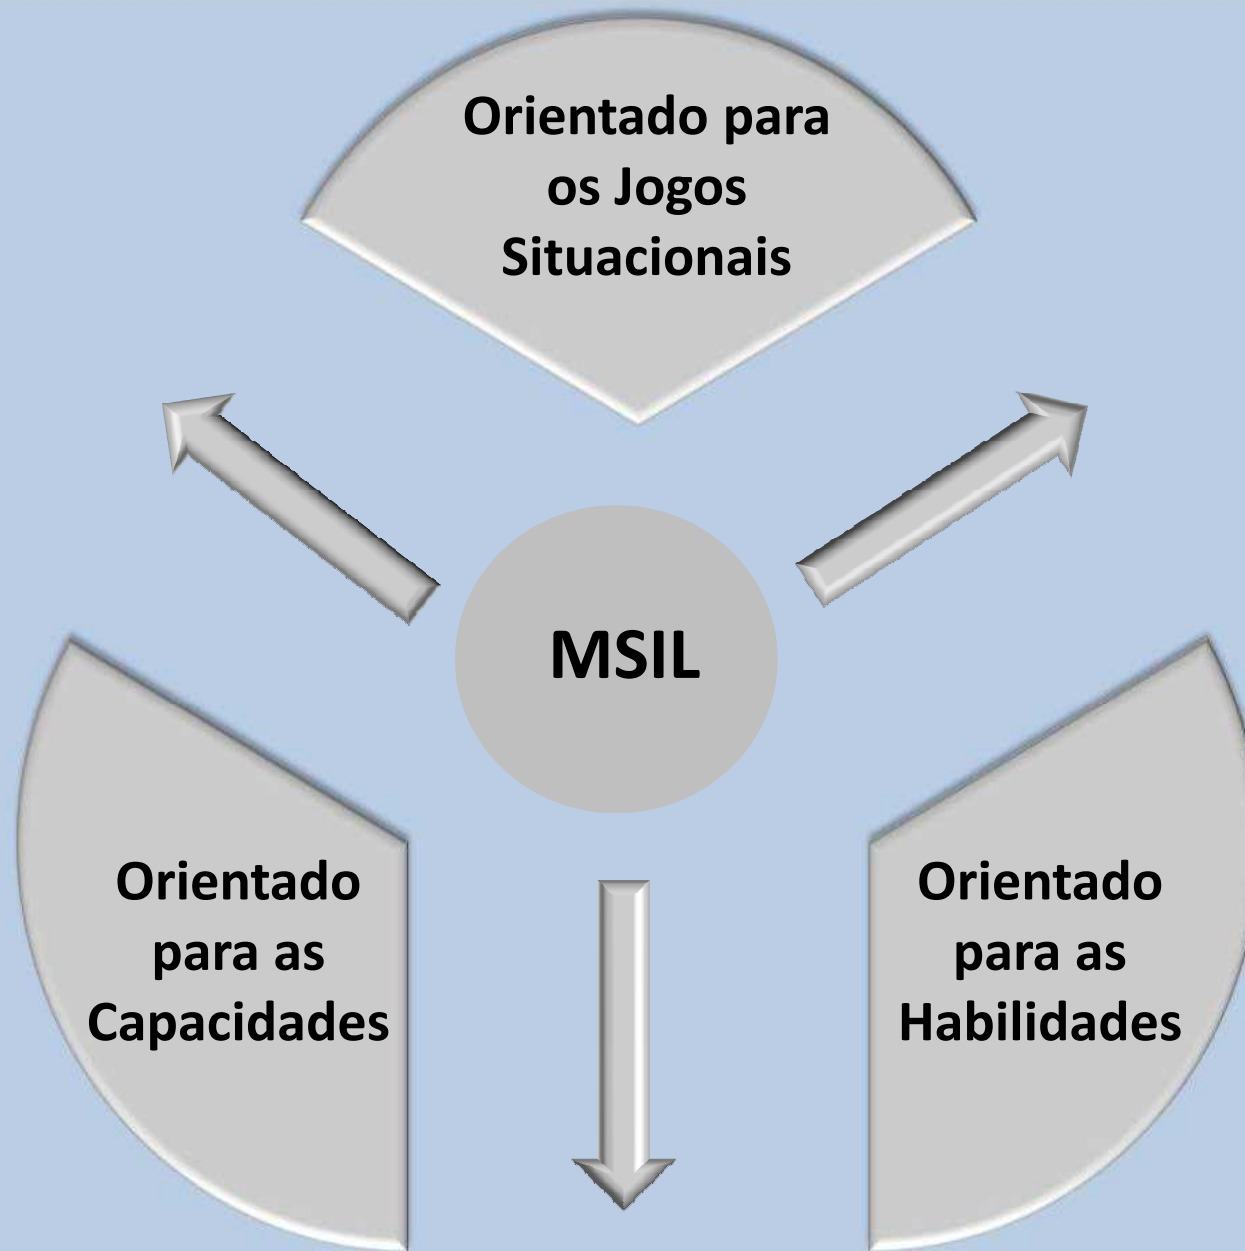 Orientado para
os Jogos
Situacionais
MSIL
Orientado
para as
Capacidades
Orientado
para as
Habilidades